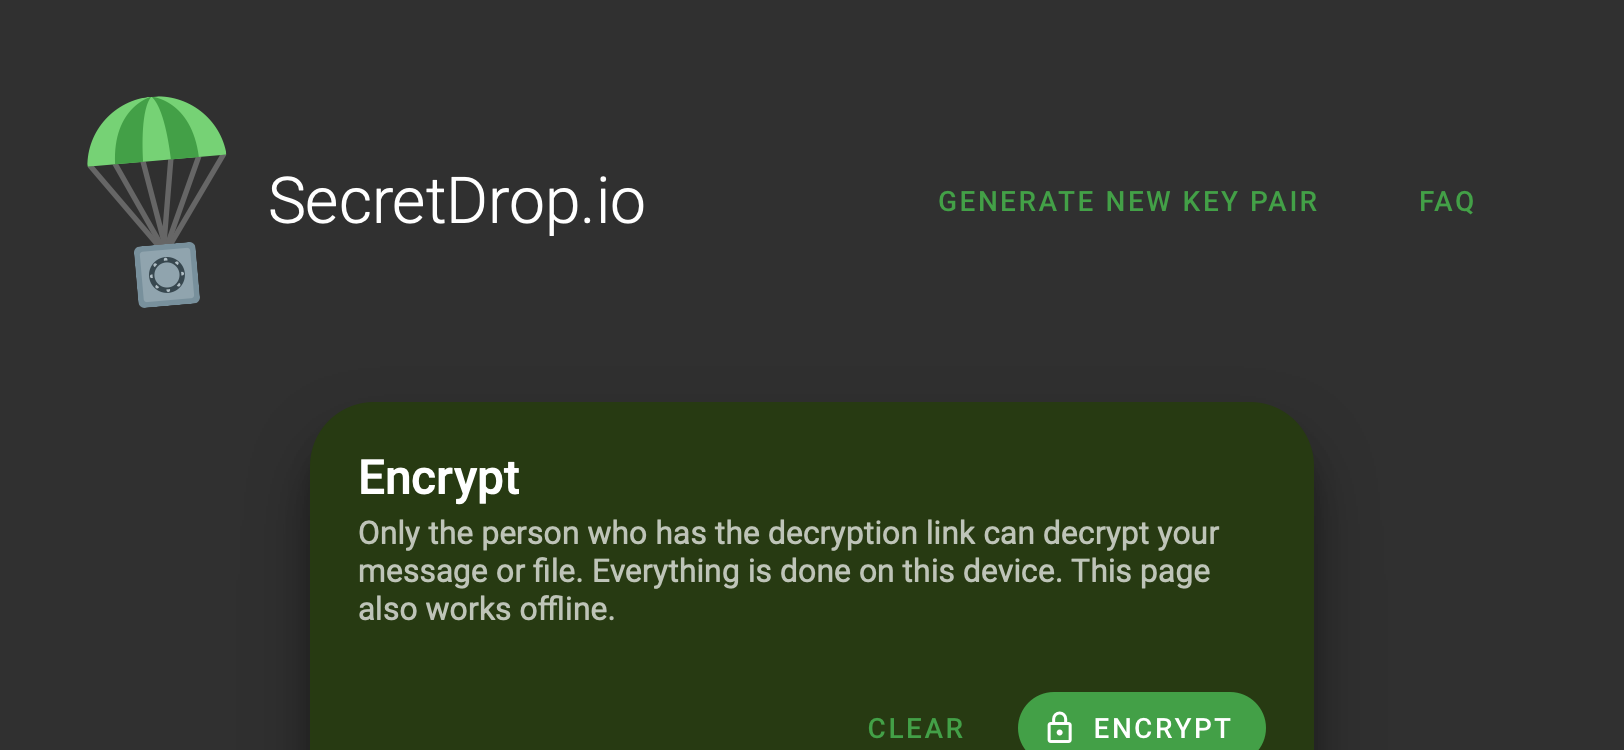 SecretDrop.io
GENERATE NEW KEY PAIR
FAQ
Encrypt
Only the person who has the decryption link can decrypt your
message or file. Everything is done on this device. This page
also works offline.
CLEAR
ENCRYPT